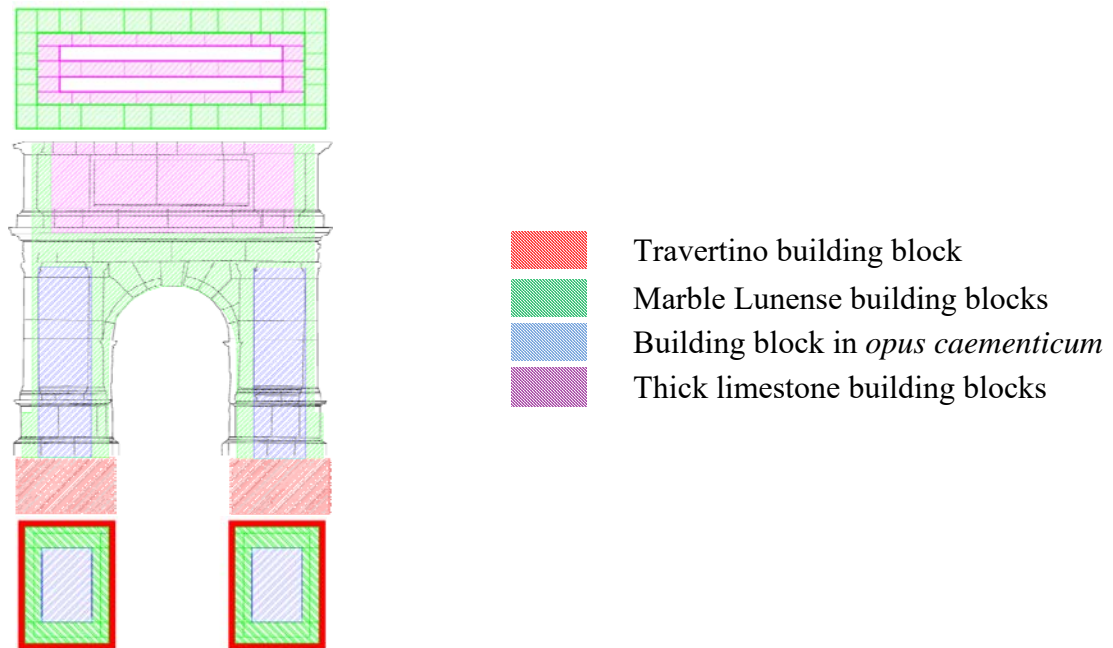 Travertino building block
Marble Lunense building blocks
Building block in opus caementicum
Thick limestone building blocks